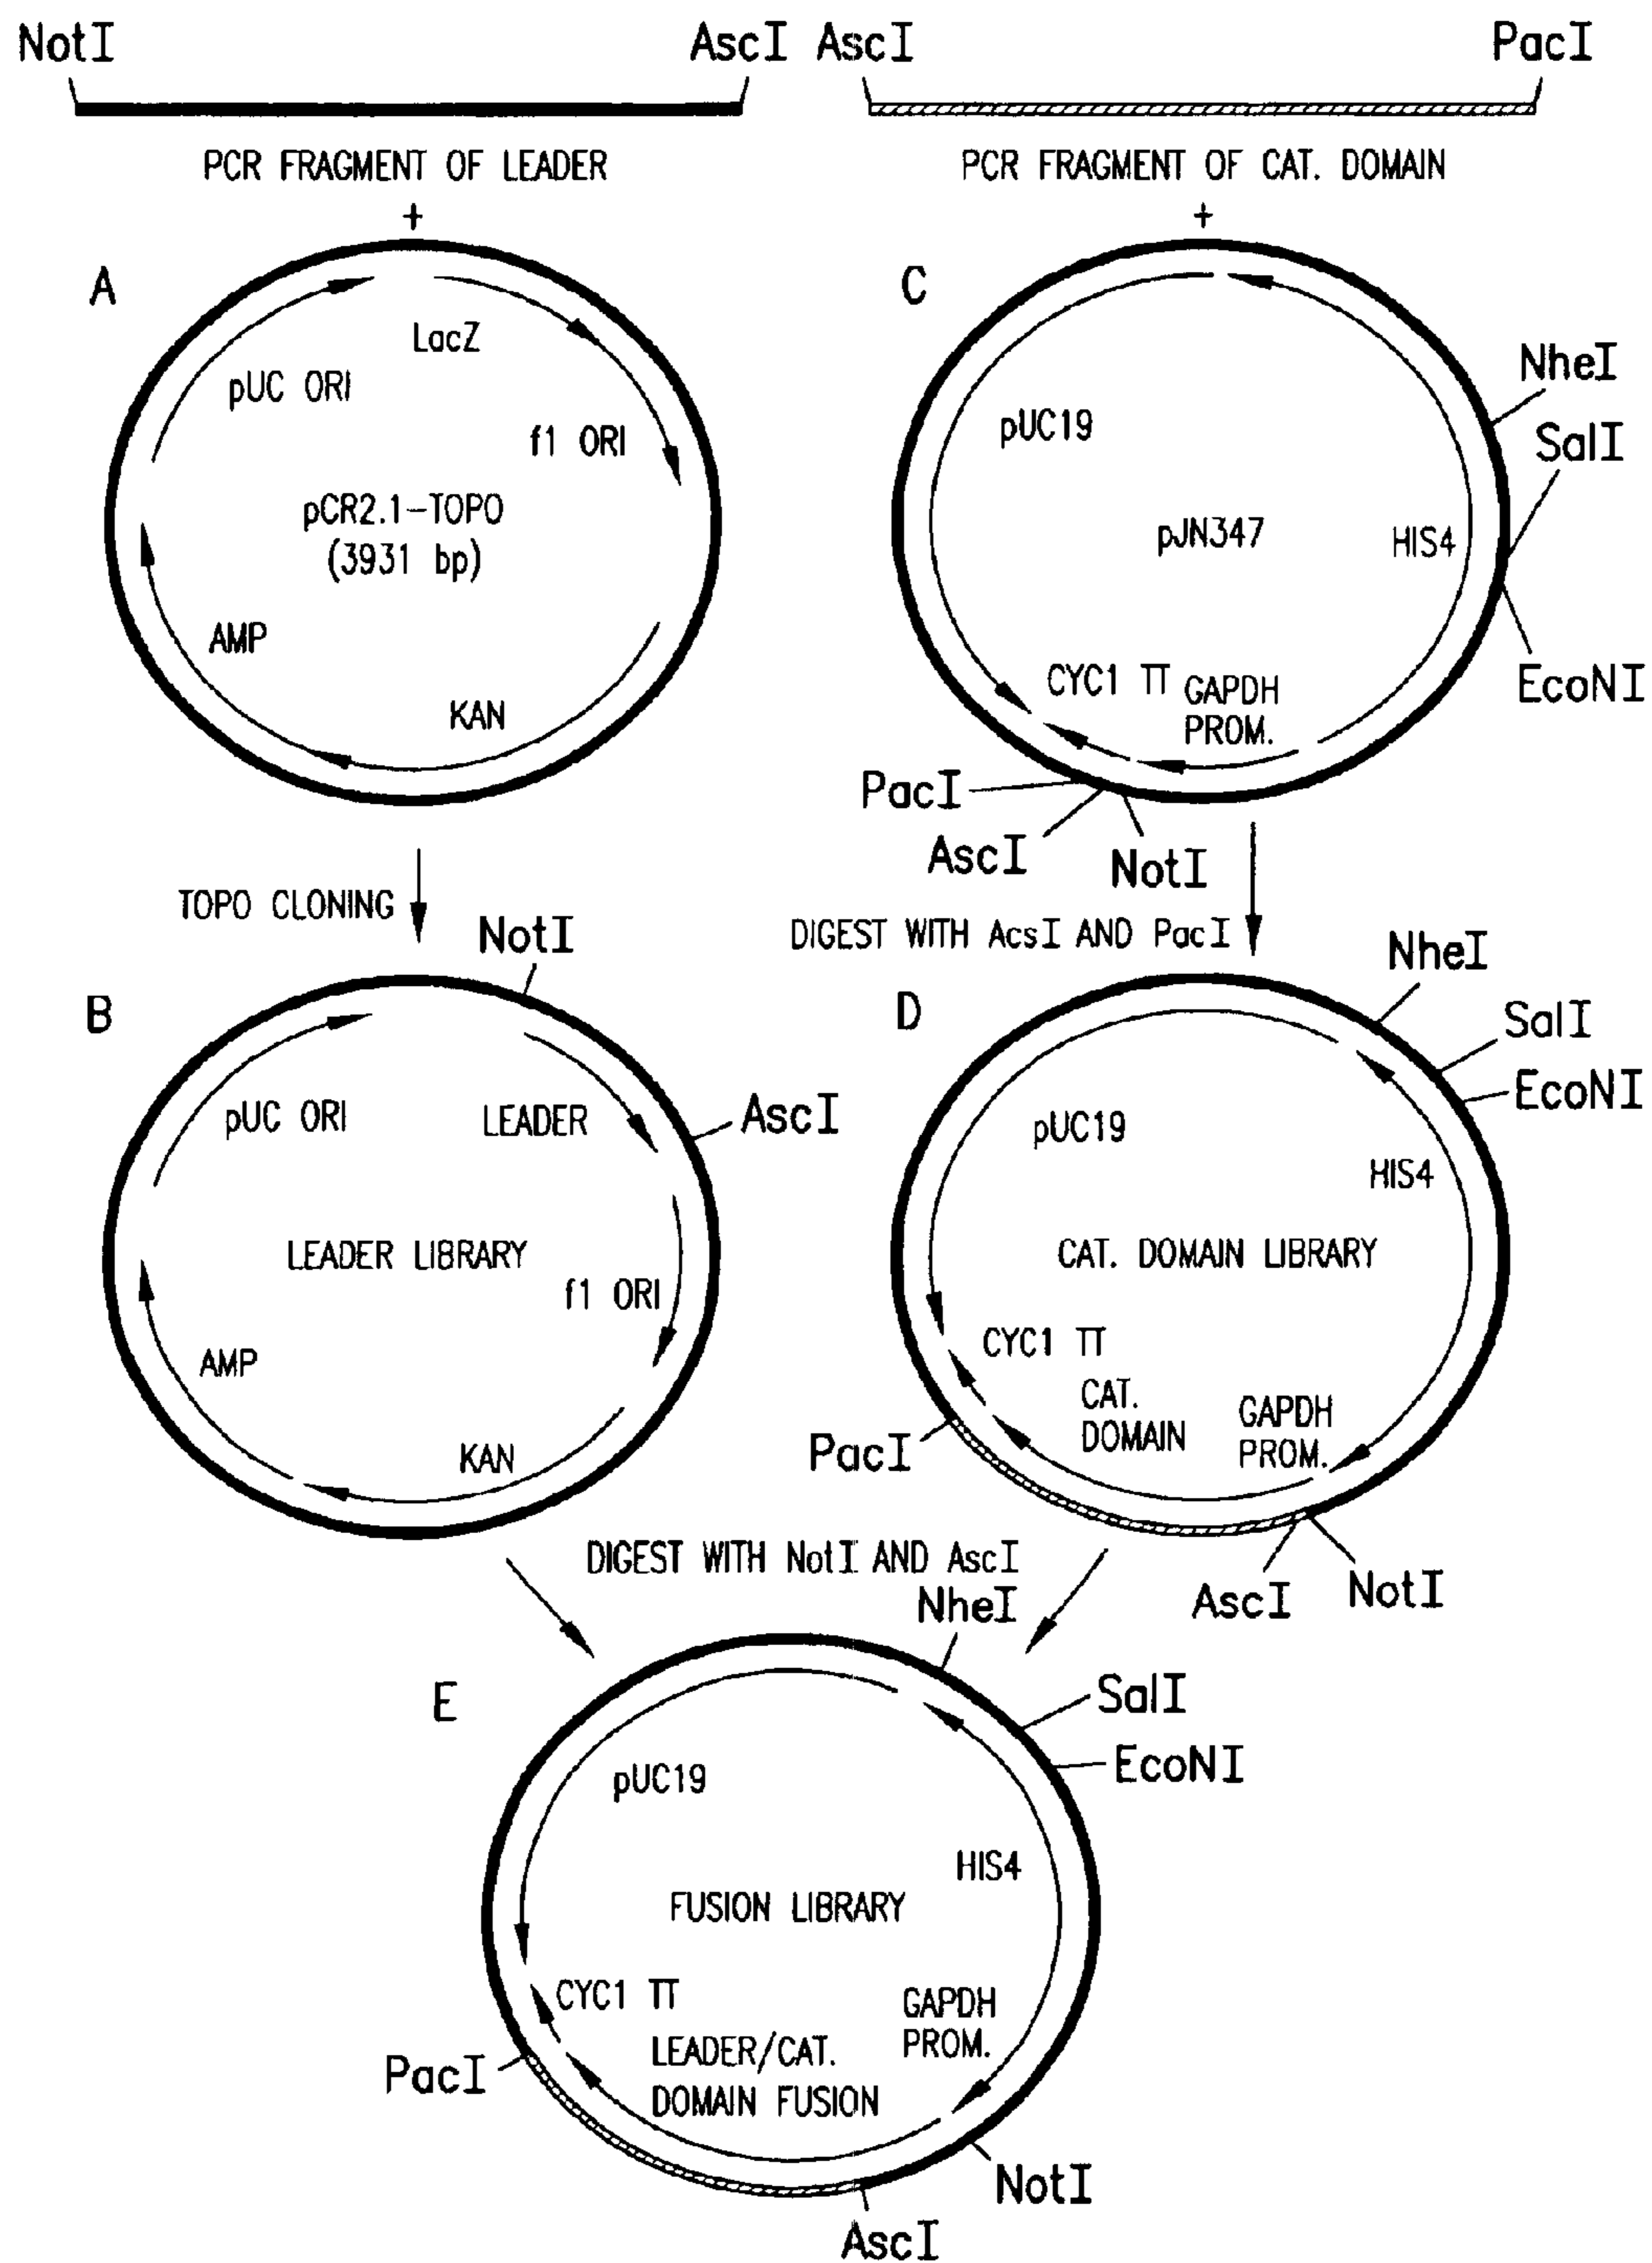 NotI
AscI
AscI
PacI
PCR FRAGMENT OF LEADER
PCR FRAGMENT OF CAT. DOMAIN
+
+
A
LacZ
pUC ORI
f1 ORI
pCR2.1-TOPO
(3931 bp)
AMP
KAN
C
NheI
SalI
pUC19
pJN347
HIS4
EcoNI
CYC1 TT
GAPDH
PROM.
PacI
AscI
NotI
TOPO CLONING
DIGEST WITH AcsI AND PacI
B
NotI
AscI
pUC ORI
LEADER
LEADER LIBRARY
f1 ORI
AMP
KAN
D
NheI
SalI
EcoNI
pUC19
HIS4
CAT. DOMAIN LIBRARY
CYC1 TT
CAT.
DOMAIN
GAPDH
PROM.
PacI
AscI
NotI
DIGEST WITH NotI AND AscI
E
NheI
SalI
EcoNI
pUC19
HIS4
FUSION LIBRARY
CYC1 TT
GAPDH
PROM.
LEADER/CAT.
DOMAIN FUSION
PacI
NotI
AscI